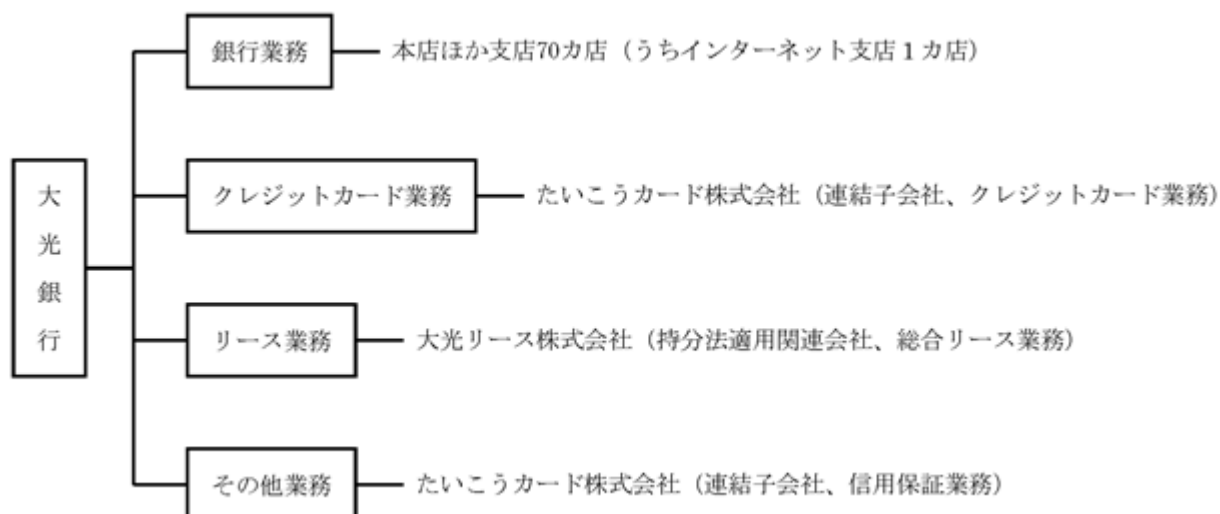 銀行業務 本店ほか支店70カ店（うちインターネット支店１カ店）
クレジットカード業務 たいこうカード株式会社（連結子会社、クレジットカード業務）
大光銀行
リース業務 大光リース株式会社（持分法適用関連会社、総合リース業務）
その他業務 たいこうカード株式会社（連結子会社、信用保証業務）